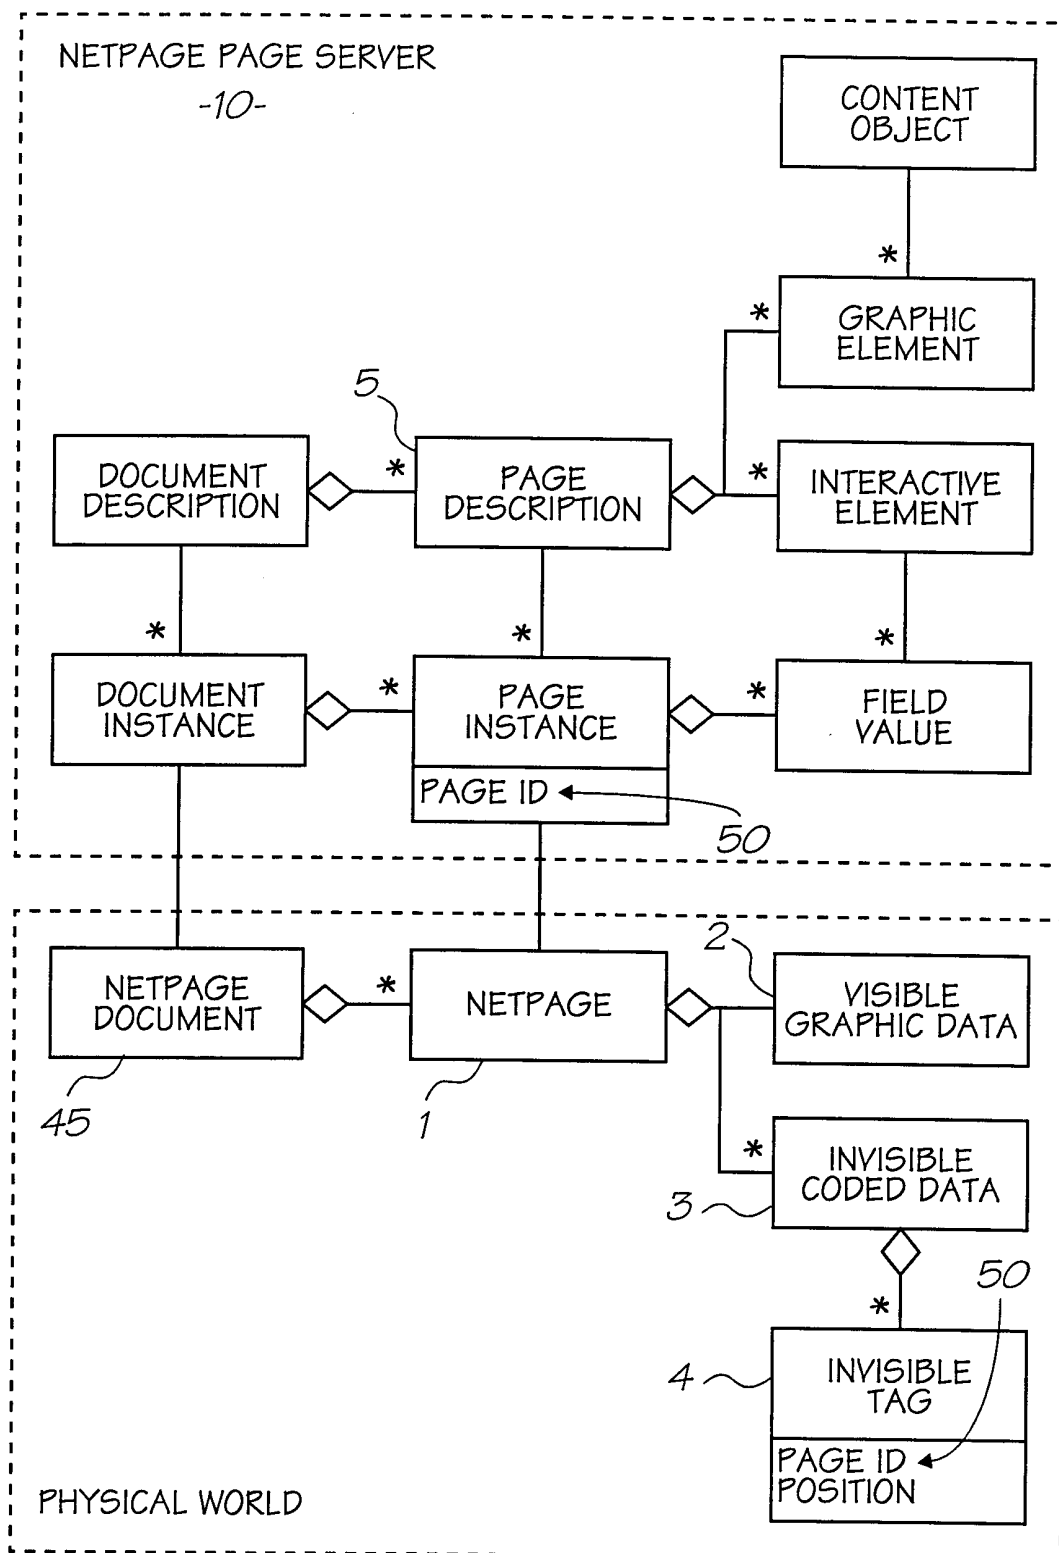 NETPAGE PAGE SERVER
-10-
CONTENT
OBJECT
*
*
GRAPHIC
ELEMENT
5
DOCUMENT
DESCRIPTION
*
PAGE
DESCRIPTION
*
INTERACTIVE
ELEMENT
*
*
*
DOCUMENT
INSTANCE
*
PAGE
INSTANCE
*
FIELD
VALUE
PAGE ID
50
NETPAGE
DOCUMENT
*
NETPAGE
2
VISIBLE
GRAPHIC DATA
45
1
*
INVISIBLE
CODED DATA
3
50
*
4
INVISIBLE
TAG
PAGE ID
POSITION
PHYSICAL WORLD